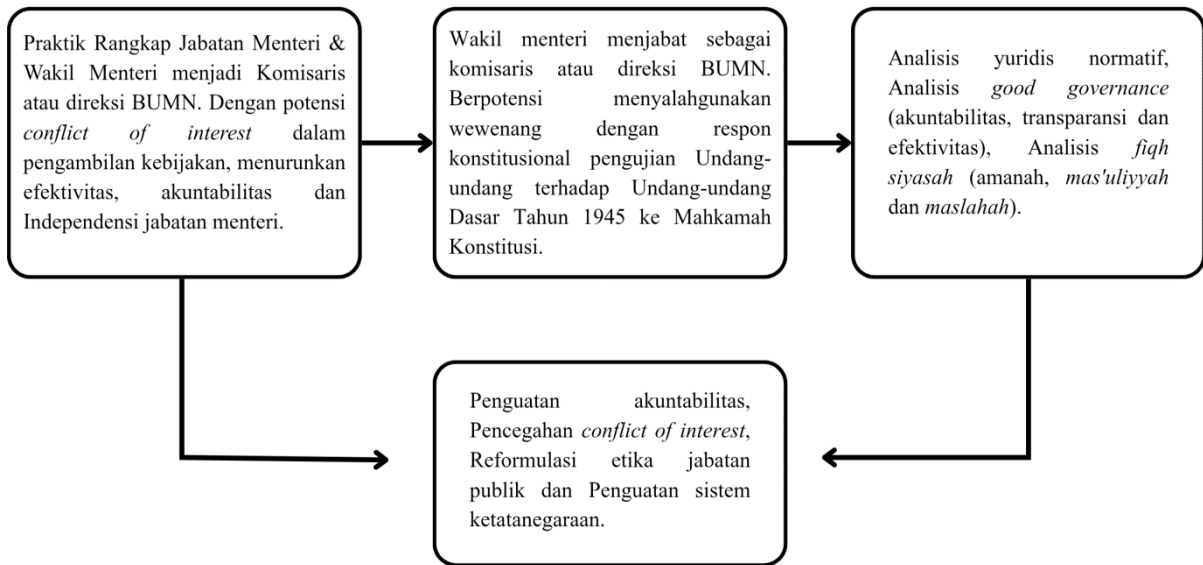 Praktik Rangkap Jabatan Menteri &
Wakil Menteri menjadi Komisaris
atau direksi BUMN. Dengan potensi
conflict of interest dalam
pengambilan kebijakan, menurunkan
efektivitas, akuntabilitas dan
Independensi jabatan menteri.
Wakil menteri menjabat sebagai
komisaris atau direksi BUMN.
Berpotensi menyalahgunakan
wewenang dengan respon
konstitusional pengujian Undang-
undang terhadap Undang-undang
Dasar Tahun 1945 ke Mahkamah
Konstitusi.
Analisis yuridis normatif,
Analisis good governance
(akuntabilitas, transparansi dan
efektivitas), Analisis fiqh
siyasah (amanah, mas'uliyyah
dan maslahah).
Penguatan akuntabilitas,
Pencegahan conflict of interest,
Reformulasi etika jabatan
publik dan Penguatan sistem
ketatanegaraan.